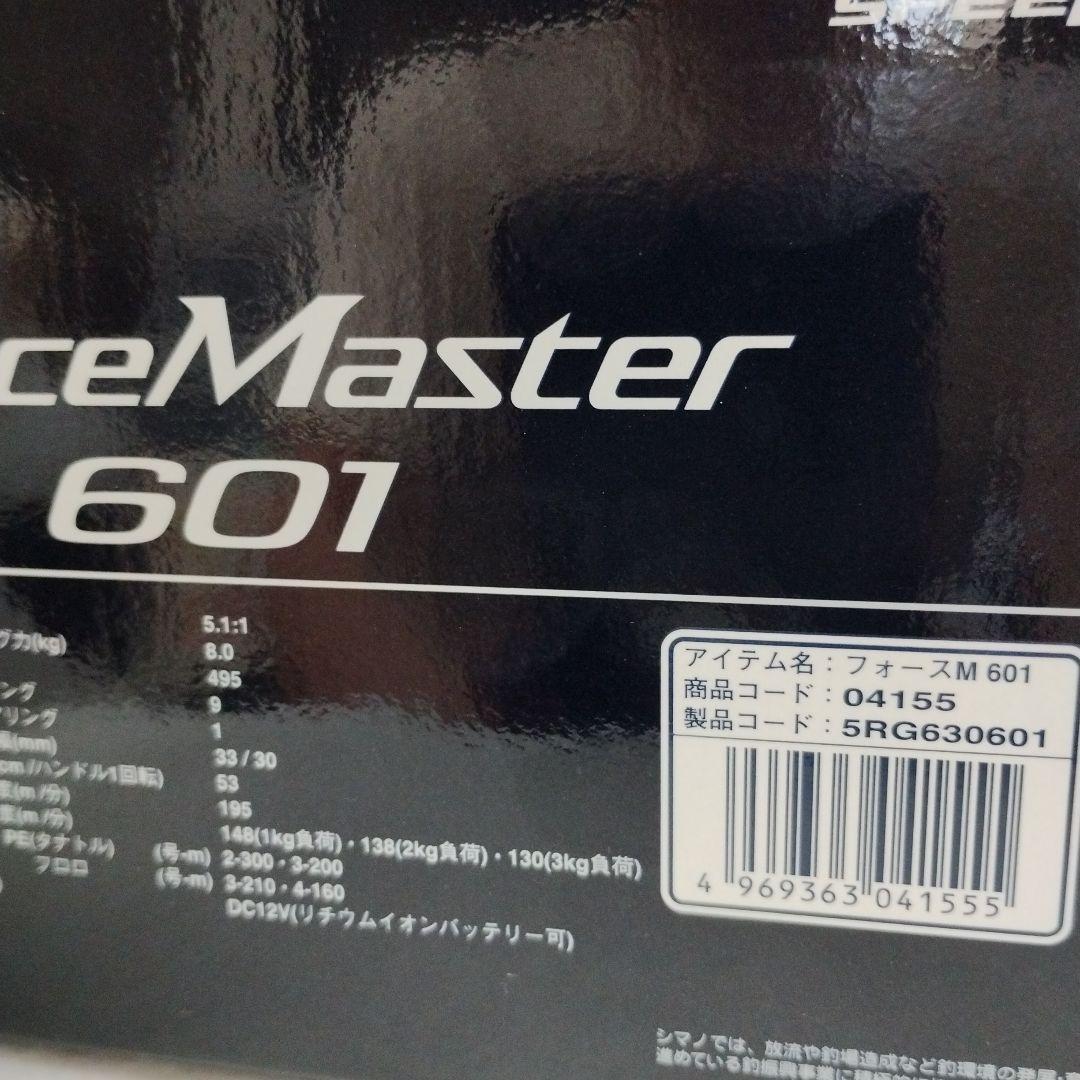 ceMaster
601
5.1:1
力(kg) 8.0
495
ング 9
リング 1
(mm) 33/30
cm/ハンドル1回転) 53
度(m/分) 195
度(m/分) 148(1kg負荷)・138(2kg負荷)・130(3kg負荷)
PE(タナトル) (号-m) 2-300・3-200
フロロ (号-m) 3-210・4-160
DC12V(リチウムイオンバッテリー可)
アイテム名:フォースM 601
商品コード:04155
製品コード:5RG630601
4 969363 041555
シマノでは、放流や釣場造成など釣環境の発展・
進めている釣振興事業に